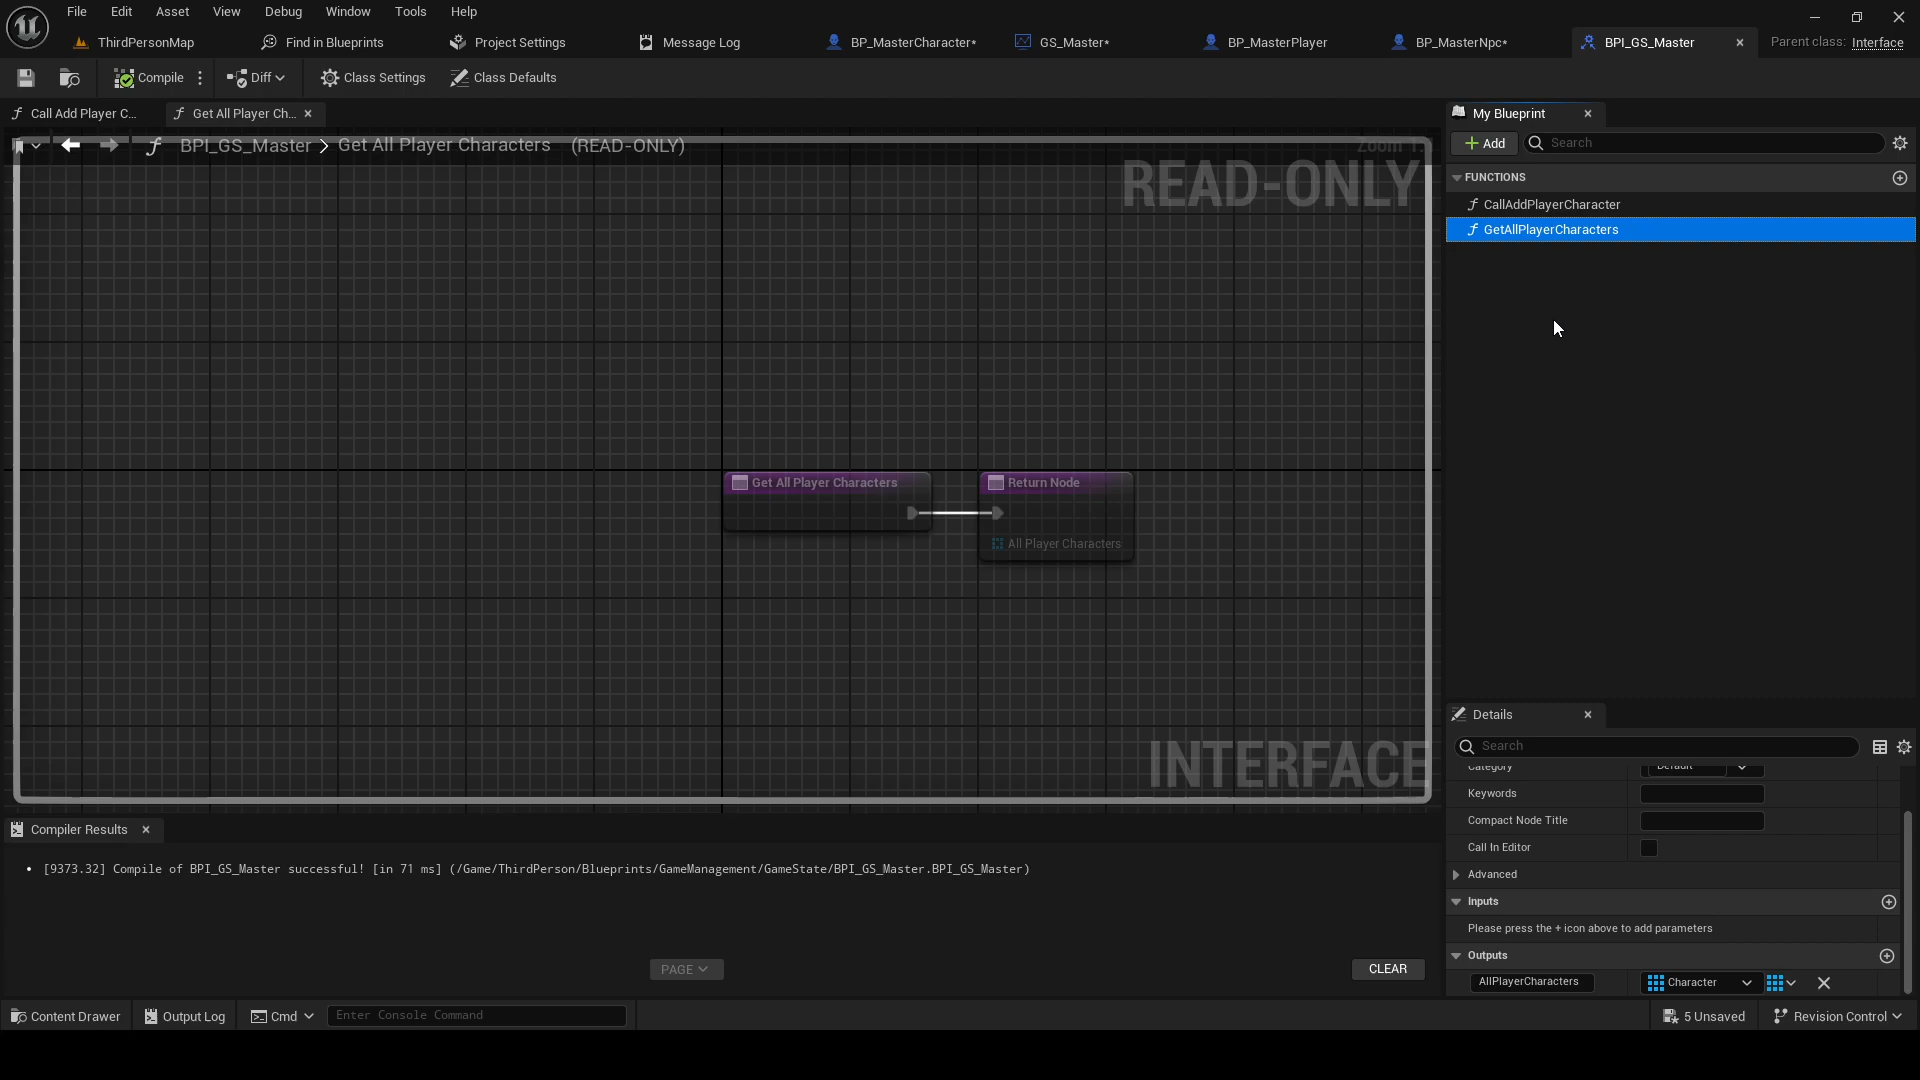 File Edit Asset View Debug Window Tools Help
ThirdPersonMap Find in Blueprints Project Settings Message Log BP_MasterCharacter* GS_Master* BP_MasterPlayer BP_MasterNpc* BPI_GS_Master Parent class: Interface
Compile Diff Class Settings Class Defaults
Call Add Player C... Get All Player Ch...
BPI_GS_Master > Get All Player Characters (READ-ONLY)
READ-ONLY
Get All Player Characters
Return Node
All Player Characters
INTERFACE
My Blueprint
+ Add Search
FUNCTIONS
CallAddPlayerCharacter
GetAllPlayerCharacters
Details
Search
Category Default
Keywords
Compact Node Title
Call In Editor
Advanced
Inputs
Please press the + icon above to add parameters
Outputs
AllPlayerCharacters Character
Compiler Results
• [9373.32] Compile of BPI_GS_Master successful! [in 71 ms] (/Game/ThirdPerson/Blueprints/GameManagement/GameState/BPI_GS_Master.BPI_GS_Master)
PAGE CLEAR
Content Drawer Output Log Cmd Enter Console Command 5 Unsaved Revision Control